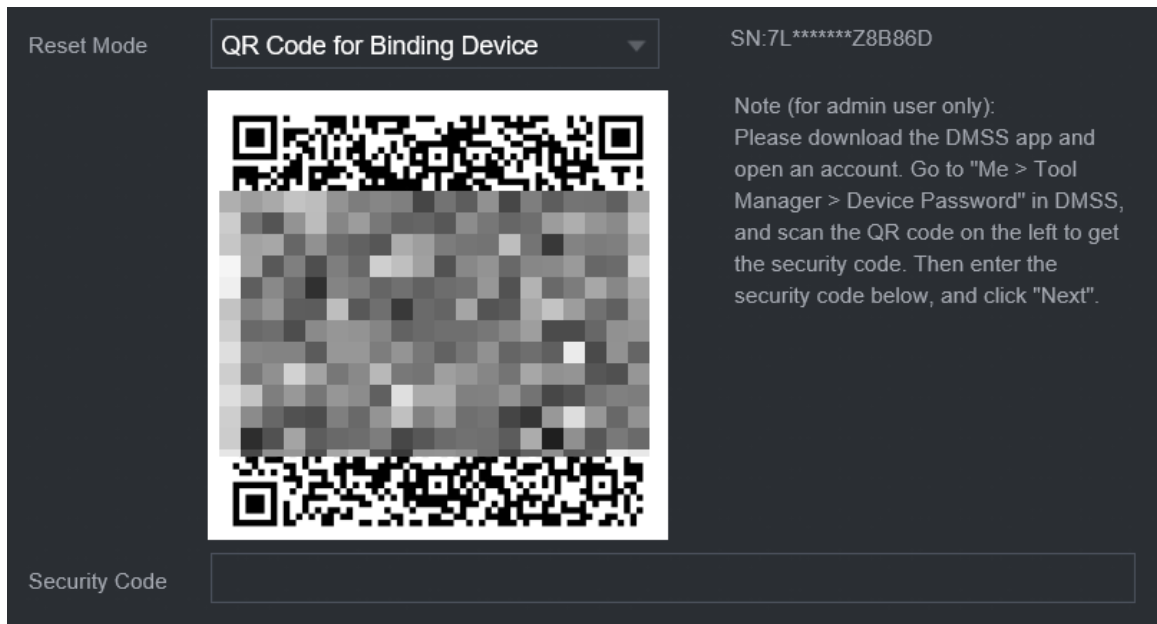 Reset Mode
QR Code for Binding Device
SN:7L*******Z8B86D
Note (for admin user only):
Please download the DMSS app and
open an account. Go to "Me > Tool
Manager > Device Password" in DMSS,
and scan the QR code on the left to get
the security code. Then enter the
security code below, and click "Next".
Security Code